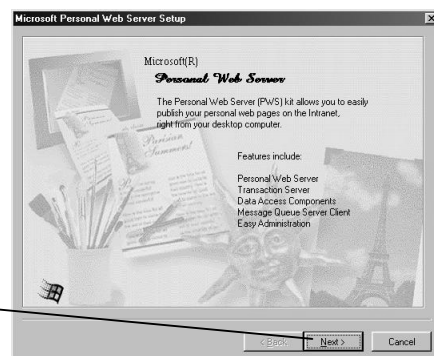 Microsoft Personal Web Server Setup
Microsoft(R)
Personal Web Server
The Personal Web Server (PWS) kit allows you to easily
publish your personal web pages on the Intranet,
right from your desktop computer.
Parisian
Summers!
Features include:
Personal Web Server
Transaction Server
Data Access Components
Message Queue Server Client
Easy Administration
< Back
Next >
Cancel